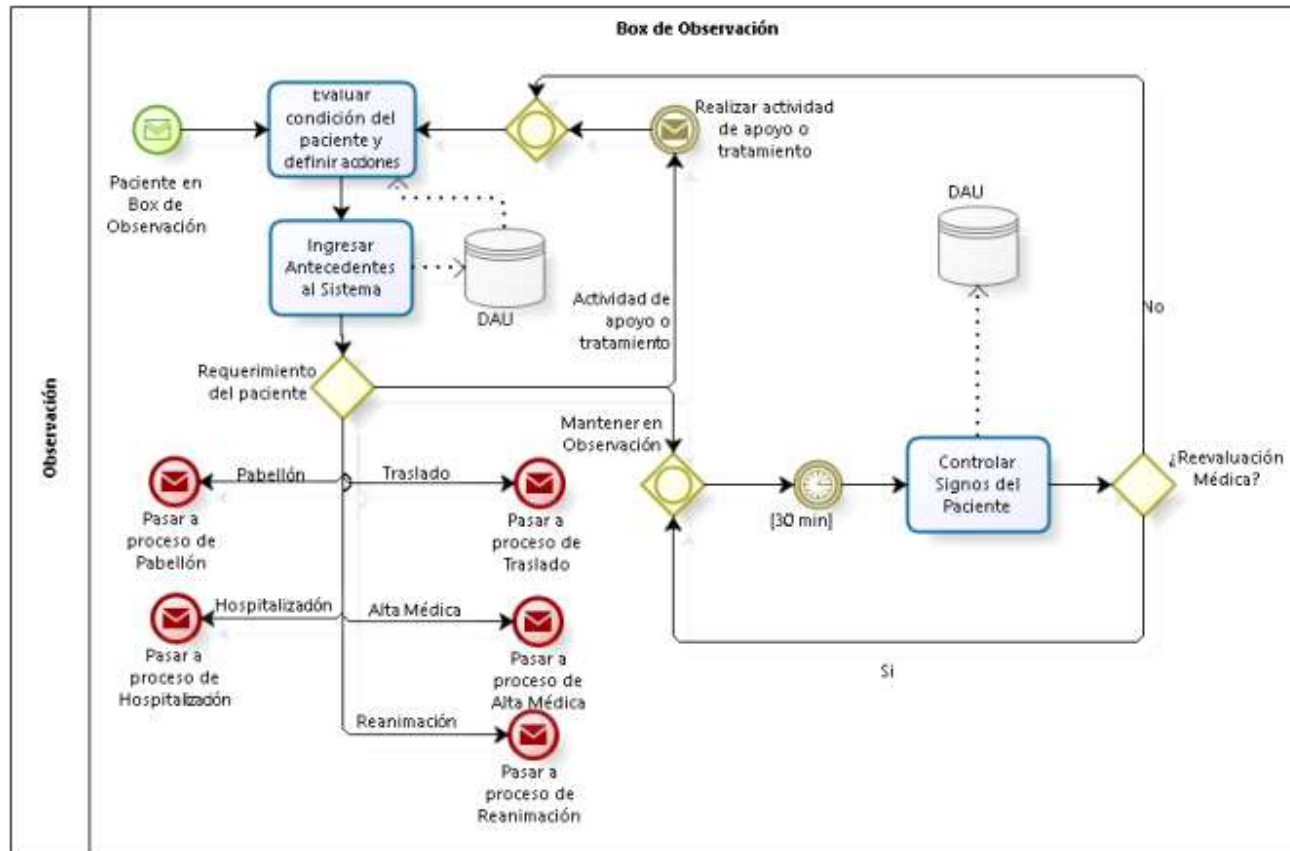 Box de Observación
Observación
Evaluar
condición del
paciente y
definir acciones
Realizar actividad
de apoyo o
tratamiento
Paciente en
Box de
Observación
DAU
Ingresar
Antecedentes
al Sistema
DAU
Actividad de
apoyo o
tratamiento
No
Requerimiento
del paciente
Mantener en
Observación
[30 min]
Controlar
Signos del
Paciente
¿Reevaluación
Médica?
Si
Pabellón
Traslado
Pasar a
proceso de
Pabellón
Pasar a
proceso de
Traslado
Hospitalización
Alta Médica
Pasar a
proceso de
Hospitalización
Pasar a
proceso de
Alta Médica
Reanimación
Pasar a
proceso de
Reanimación